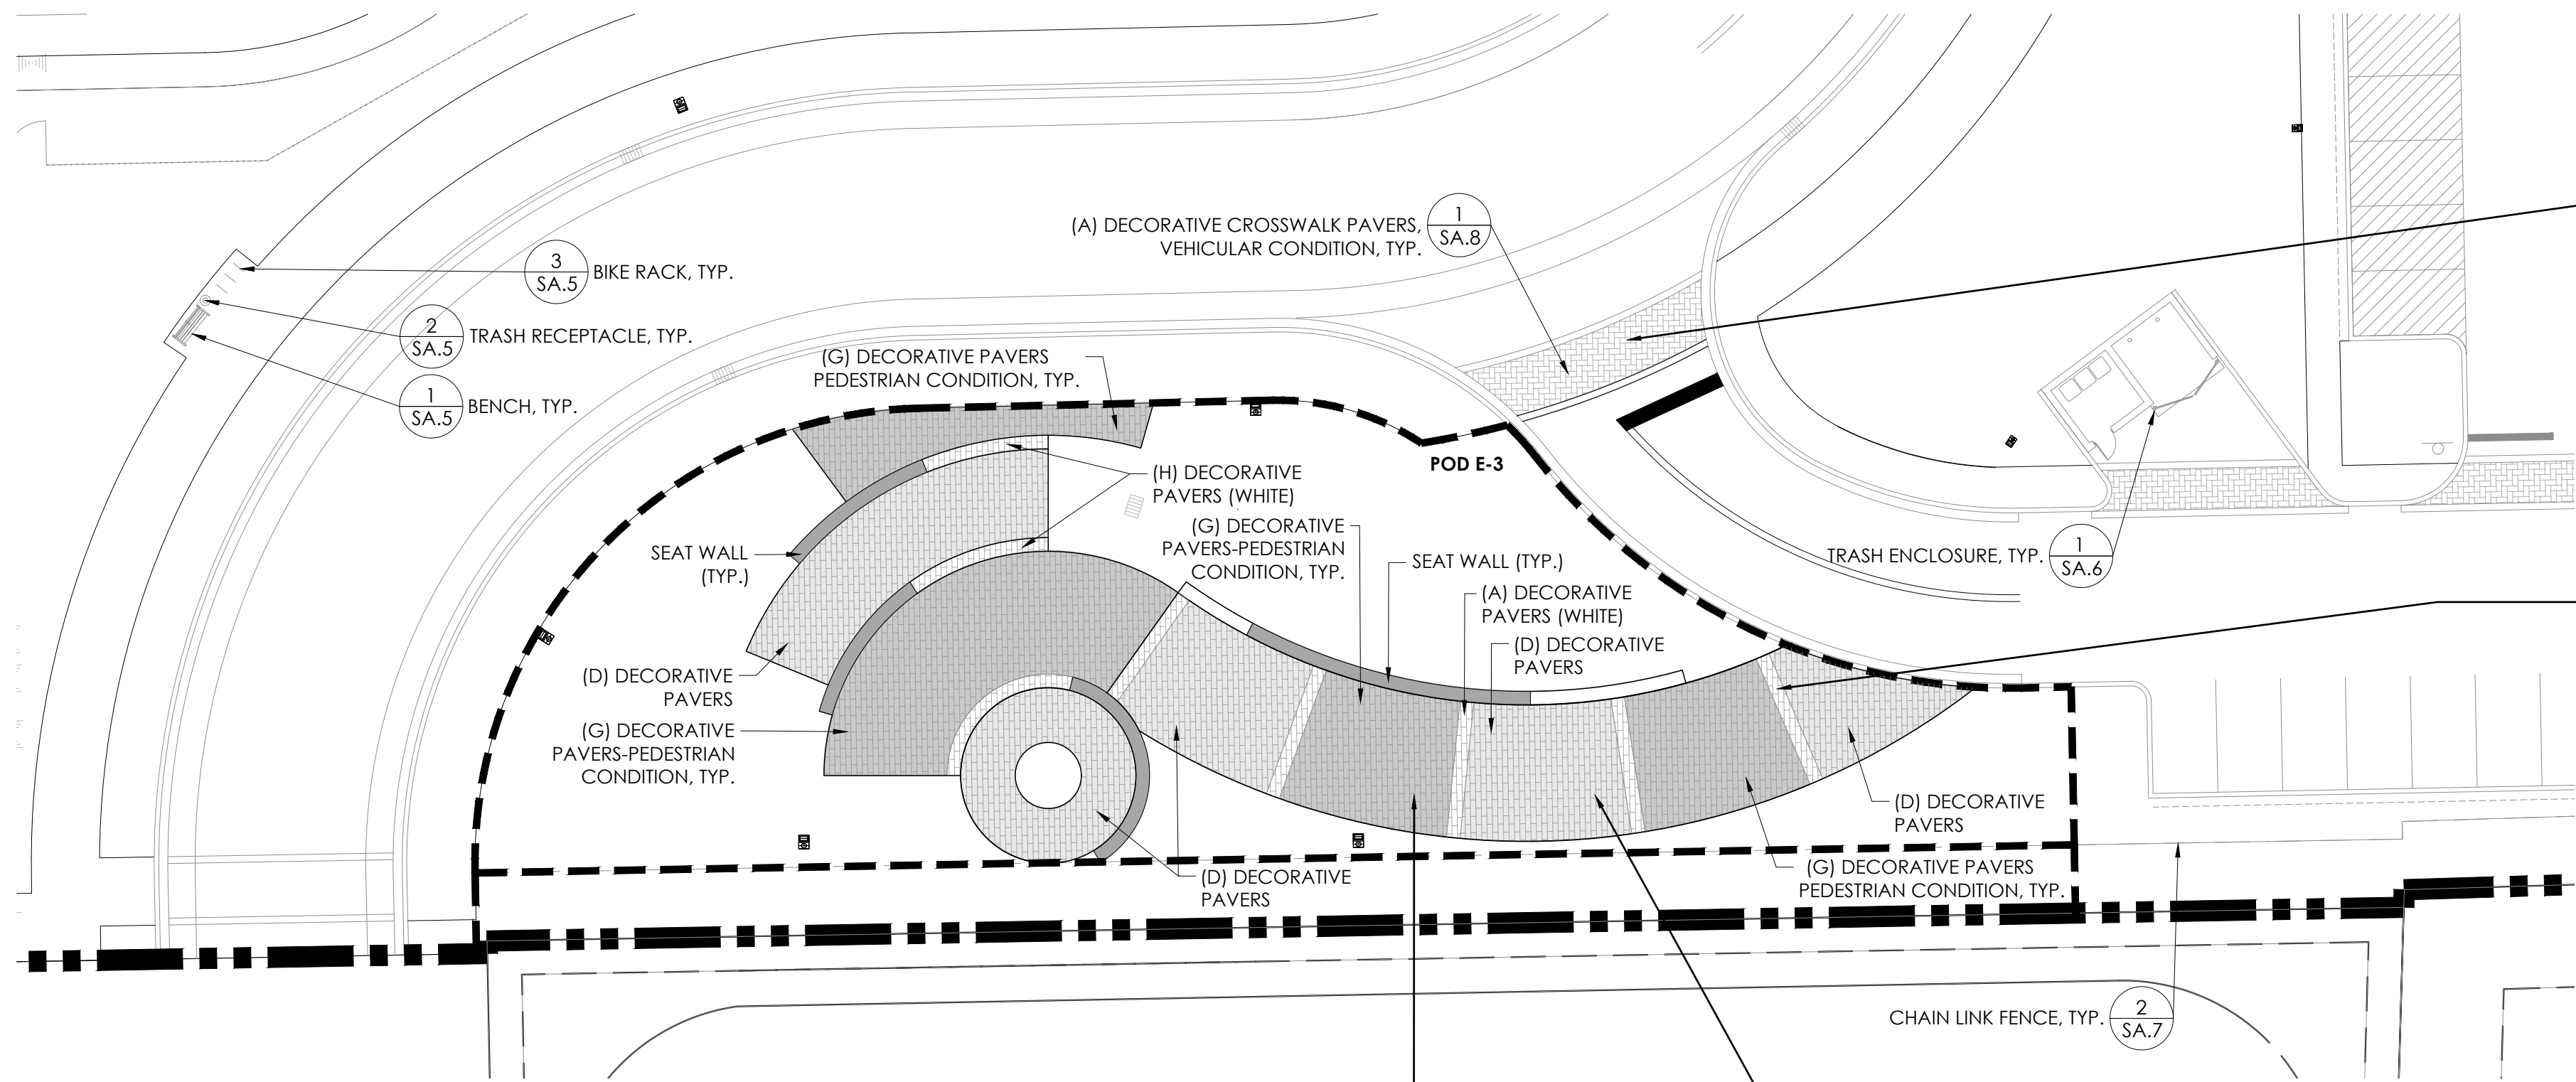 (A) DECORATIVE CROSSWALK PAVERS,
VEHICULAR CONDITION, TYP.
1
SA.8
3
SA.5
BIKE RACK, TYP.
2
SA.5
TRASH RECEPTACLE, TYP.
1
SA.5
BENCH, TYP.
(G) DECORATIVE PAVERS
PEDESTRIAN CONDITION, TYP.
POD E-3
(H) DECORATIVE
PAVERS (WHITE)
(G) DECORATIVE
PAVERS-PEDESTRIAN
CONDITION, TYP.
SEAT WALL
(TYP.)
SEAT WALL (TYP.)
TRASH ENCLOSURE, TYP.
1
SA.6
(A) DECORATIVE
PAVERS (WHITE)
(D) DECORATIVE
PAVERS
(D) DECORATIVE
PAVERS
(G) DECORATIVE
PAVERS-PEDESTRIAN
CONDITION, TYP.
(D) DECORATIVE
PAVERS
(D) DECORATIVE
PAVERS
(G) DECORATIVE PAVERS
PEDESTRIAN CONDITION, TYP.
CHAIN LINK FENCE, TYP.
2
SA.7